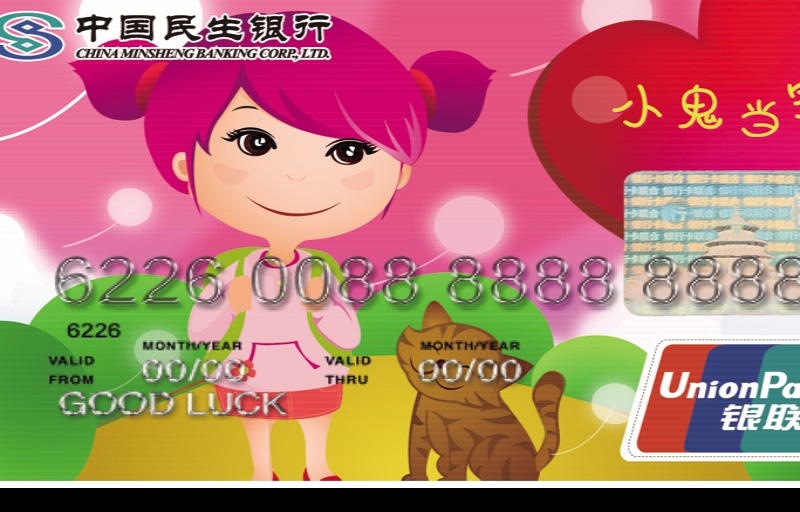 中国民生银行
CHINA MINSHENG BANKING CORP., LTD.
小鬼当
6226 0088 8888 8888
6226
MONTH/YEAR
MONTH/YEAR
VALID FROM
00/00
VALID THRU
00/00
GOOD LUCK
UnionPa
银联